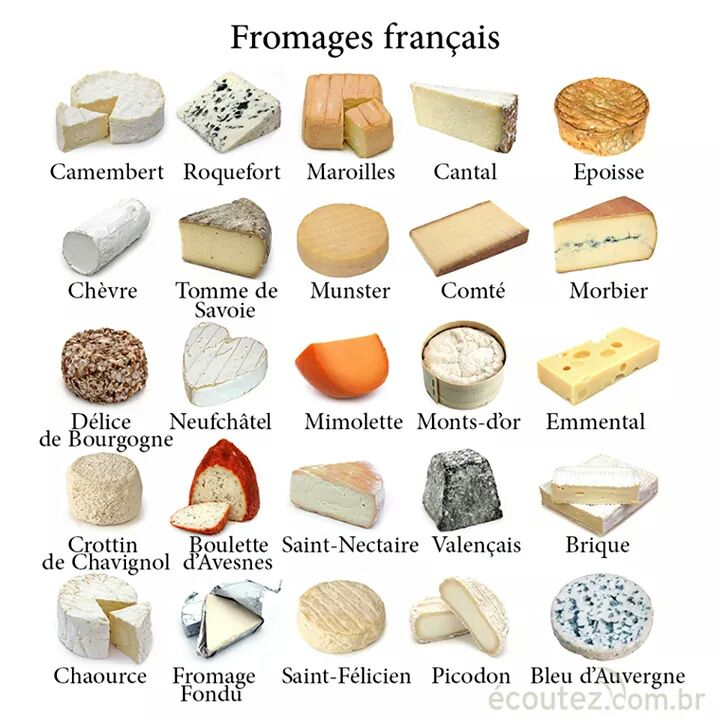 Fromages français
Camembert Roquefort Maroilles Cantal Epoisse
Chèvre Tomme de Savoie Munster Comté Morbier
Délice de Bourgogne Neufchâtel Mimolette Monts-d'or Emmental
Crottin de Chavignol Boulette d'Avesnes Saint-Nectaire Valençais Brique
Chaource Fromage Fondu Saint-Félicien Picodon Bleu d'Auvergne
écoutez.com.br